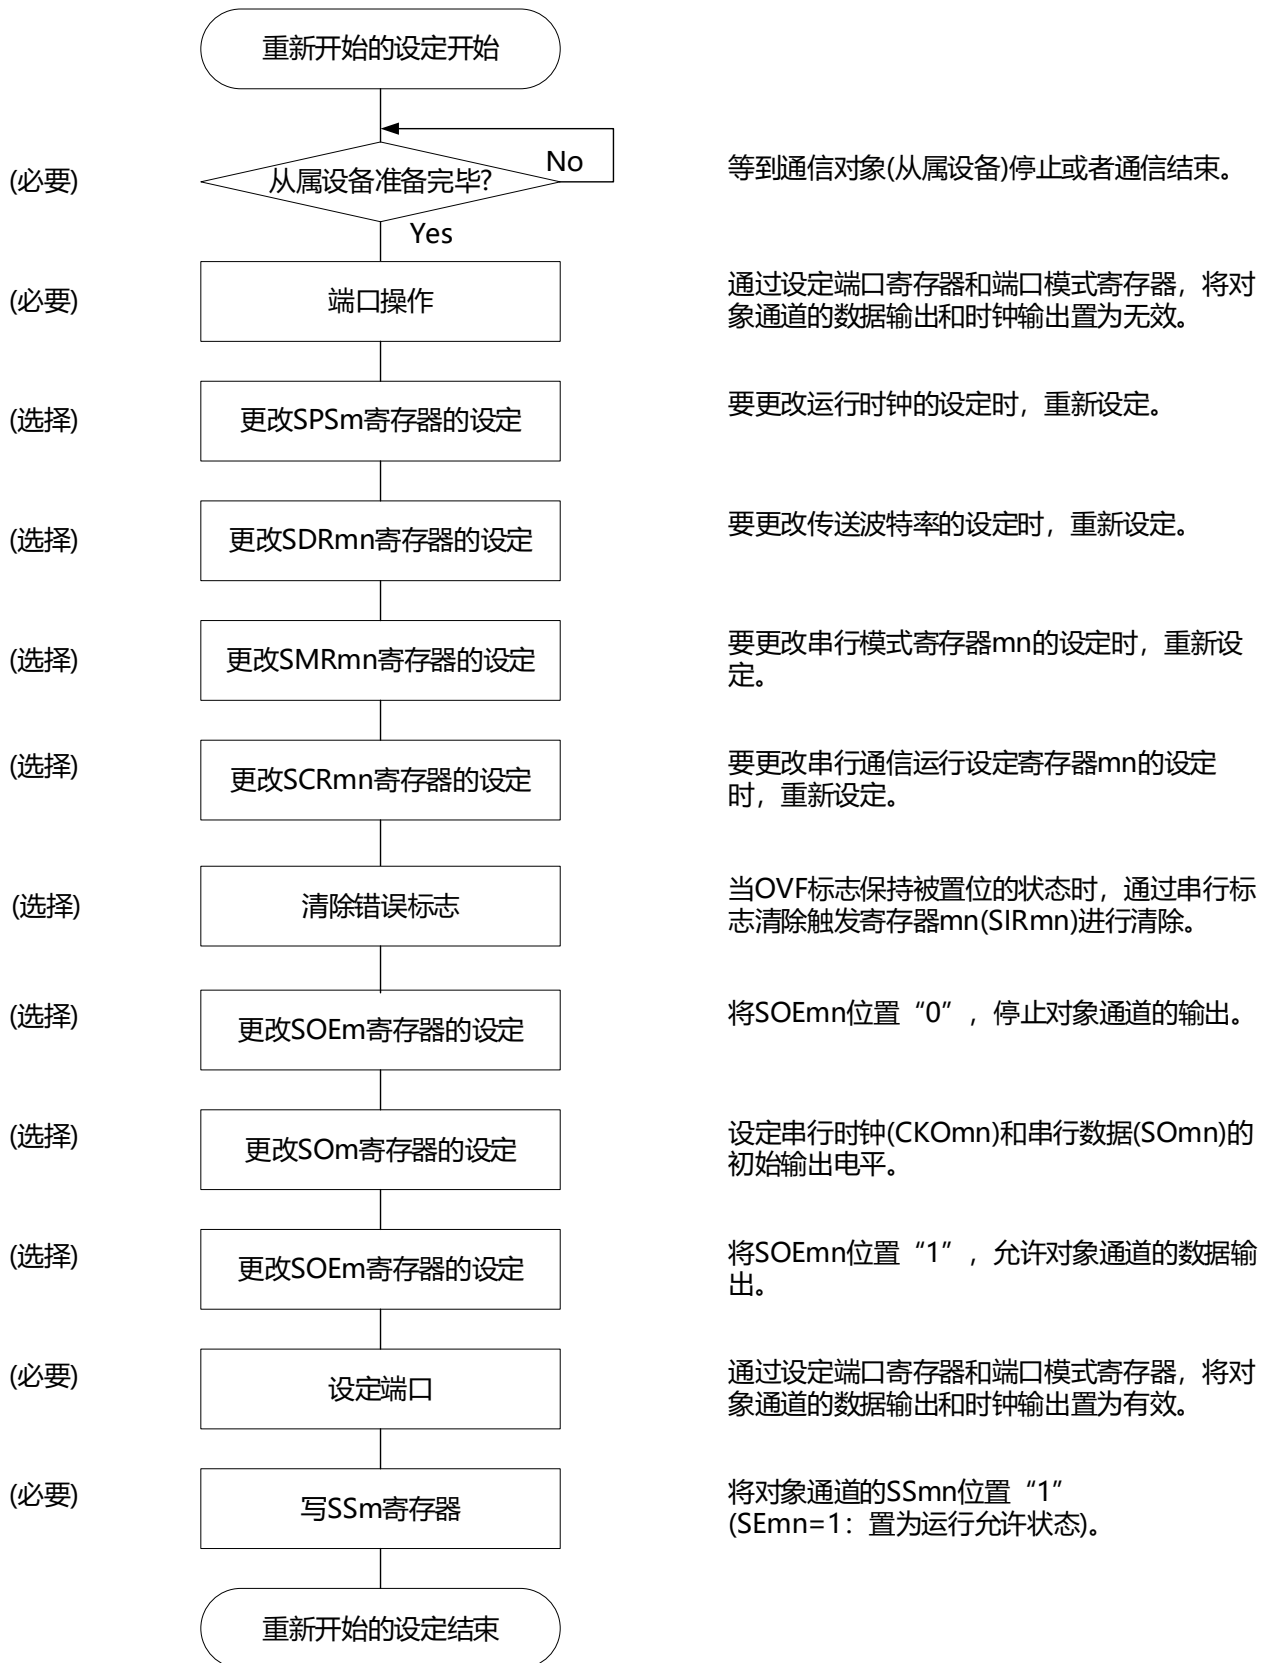 重新开始的设定开始
(必要)
从属设备准备完毕?
No
等到通信对象(从属设备)停止或者通信结束。
Yes
(必要)
端口操作
通过设定端口寄存器和端口模式寄存器，将对
象通道的数据输出和时钟输出置为无效。
(选择)
更改SPSm寄存器的设定
要更改运行时钟的设定时，重新设定。
(选择)
更改SDRmn寄存器的设定
要更改传送波特率的设定时，重新设定。
(选择)
更改SMRmn寄存器的设定
要更改串行模式寄存器mn的设定时，重新设
定。
(选择)
更改SCRmn寄存器的设定
要更改串行通信运行设定寄存器mn的设定
时，重新设定。
(选择)
清除错误标志
当OVF标志保持被置位的状态时，通过串行标
志清除触发寄存器mn(SIRmn)进行清除。
(选择)
更改SOEm寄存器的设定
将SOEmn位置“0”，停止对象通道的输出。
(选择)
更改SOm寄存器的设定
设定串行时钟(CKOmn)和串行数据(SOmn)的
初始输出电平。
(选择)
更改SOEm寄存器的设定
将SOEmn位置“1”，允许对象通道的数据输
出。
(必要)
设定端口
通过设定端口寄存器和端口模式寄存器，将对
象通道的数据输出和时钟输出置为有效。
(必要)
写SSm寄存器
将对象通道的SSmn位置“1”
(SEmn=1：置为运行允许状态)。
重新开始的设定结束